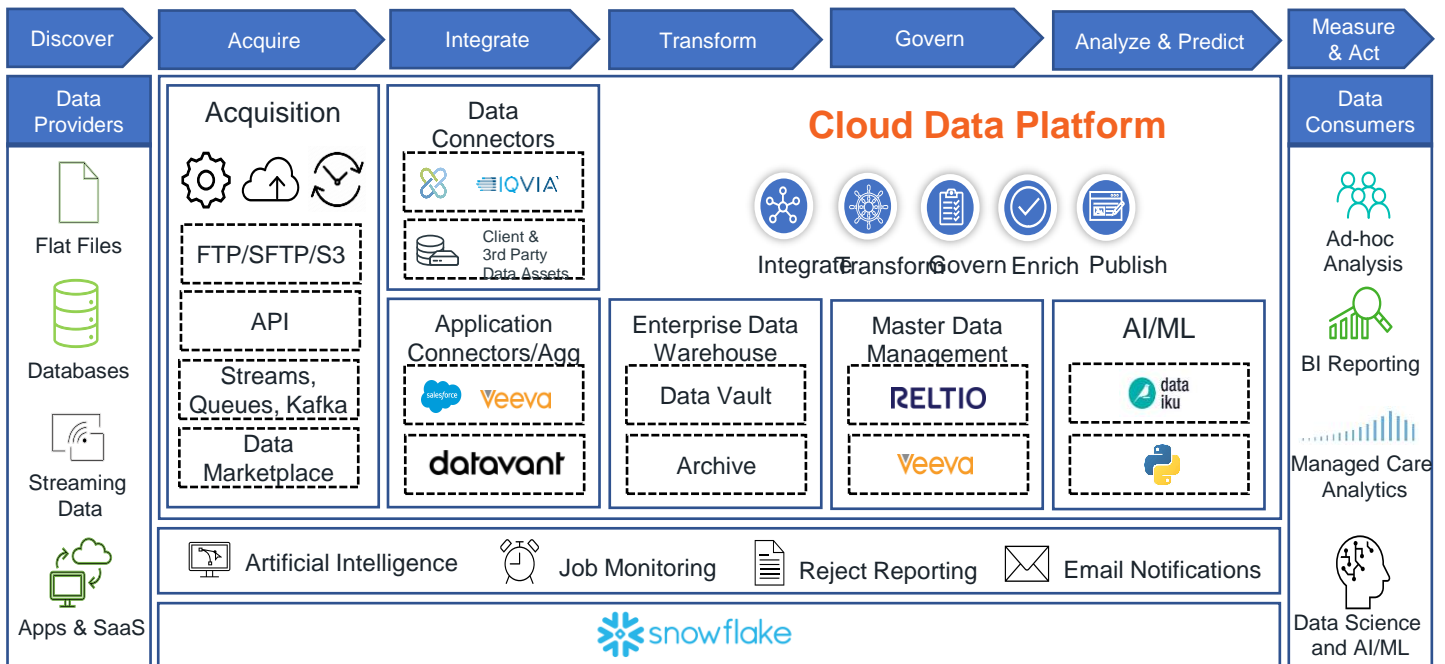 Discover
Acquire
Integrate
Transform
Govern
Analyze & Predict
Measure
& Act
Data
Providers
Flat Files
Databases
Streaming
Data
Apps & SaaS
Acquisition
FTP/SFTP/S3
API
Streams,
Queues, Kafka
Data
Marketplace
Data
Connectors
IQVIA
Client &
3rd Party
Data Assets
Cloud Data Platform
Integrate
Transform
Govern
Enrich
Publish
Application
Connectors/Agg
salesforce
Veeva
datavant
Enterprise Data
Warehouse
Data Vault
Archive
Master Data
Management
RELTIO
Veeva
AI/ML
data
iku
Artificial Intelligence
Job Monitoring
Reject Reporting
Email Notifications
snowflake
Data
Consumers
Ad-hoc
Analysis
BI Reporting
Managed Care
Analytics
Data Science
and AI/ML